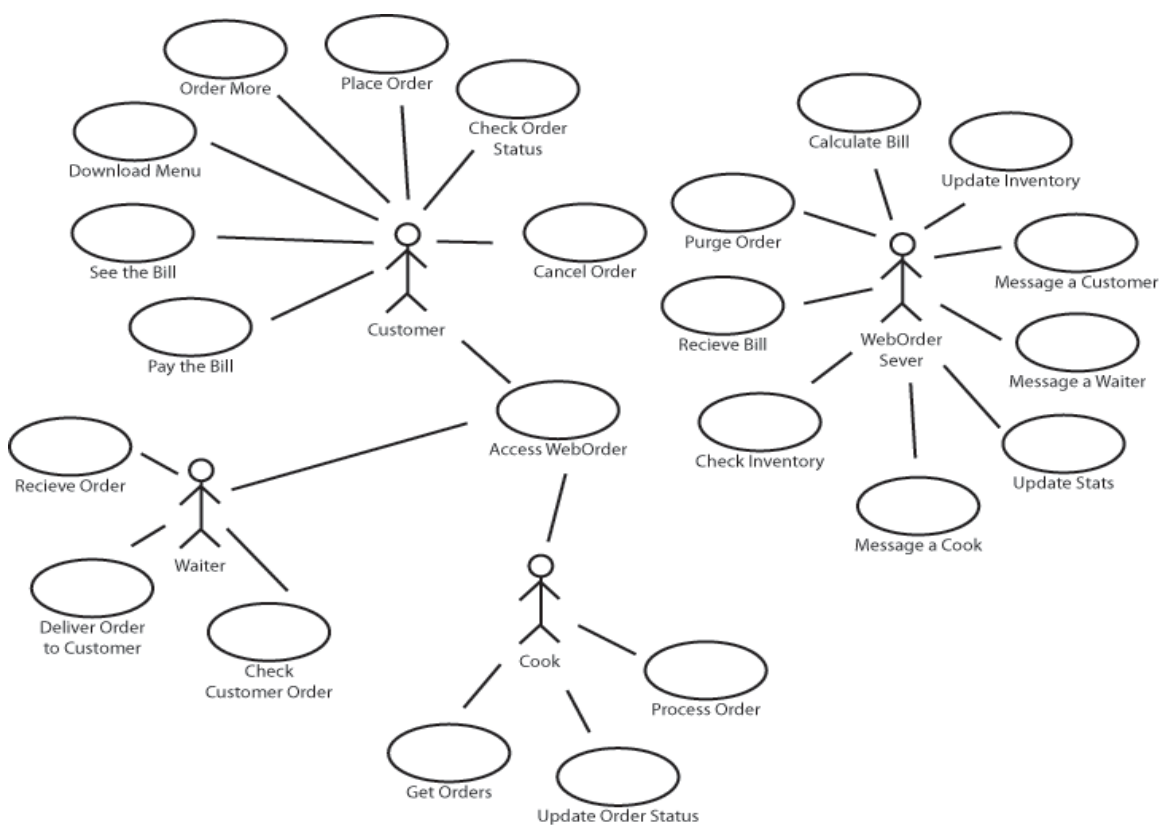 Order More
Place Order
Check Order
Status
Download Menu
See the Bill
Cancel Order
Pay the Bill
Customer
Calculate Bill
Update Inventory
Purge Order
Message a Customer
Recieve Bill
WebOrder
Sever
Message a Waiter
Check Inventory
Update Stats
Message a Cook
Access WebOrder
Recieve Order
Waiter
Deliver Order
to Customer
Check
Customer Order
Cook
Process Order
Get Orders
Update Order Status